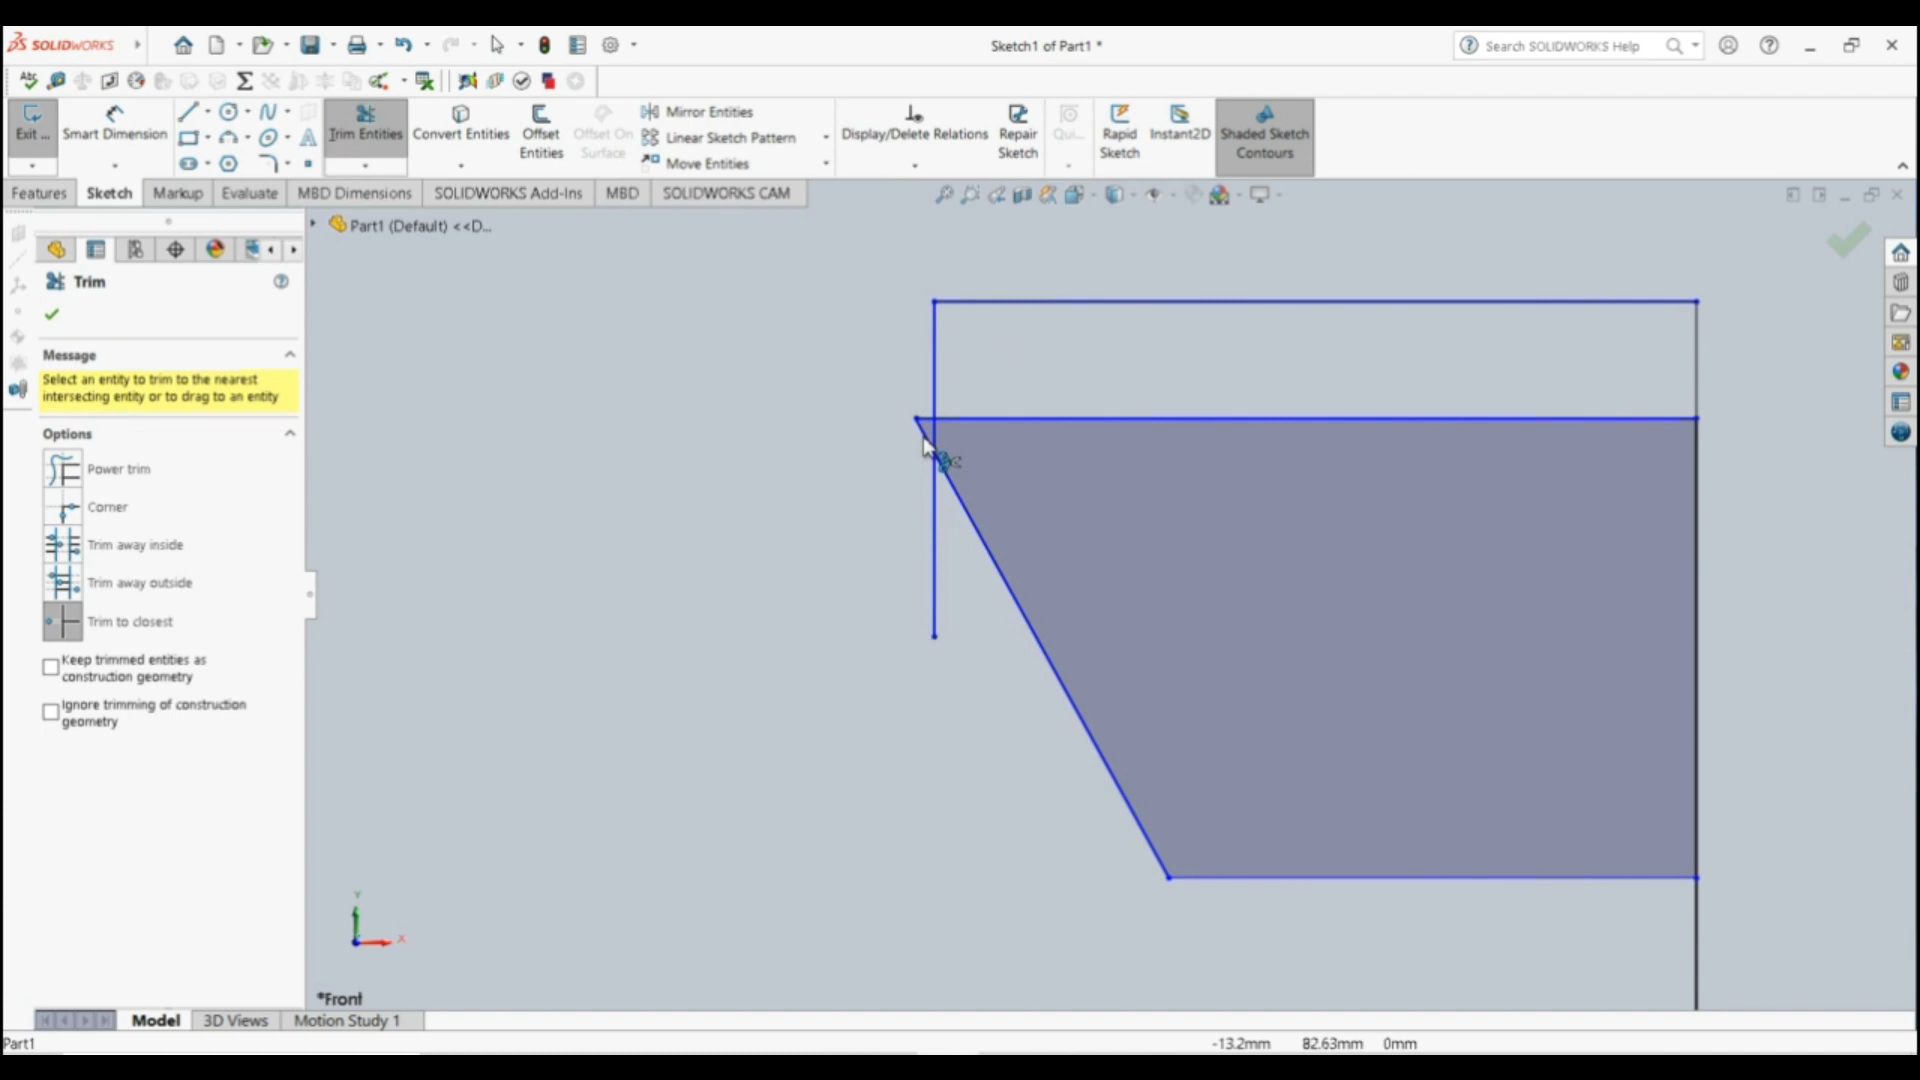 SOLIDWORKS
Sketch1 of Part1 *
Search SOLIDWORKS Help
Exit ...
Smart Dimension
Trim Entities
Convert Entities
Offset Entities
Offset On Surface
Mirror Entities
Linear Sketch Pattern
Move Entities
Display/Delete Relations
Repair Sketch
Qui...
Rapid Sketch
Instant2D
Shaded Sketch Contours
Features
Sketch
Markup
Evaluate
MBD Dimensions
SOLIDWORKS Add-Ins
MBD
SOLIDWORKS CAM
Part1 (Default) <<D...
Trim
Message
Select an entity to trim to the nearest
intersecting entity or to drag to an entity
Options
Power trim
Corner
Trim away inside
Trim away outside
Trim to closest
Keep trimmed entities as
construction geometry
Ignore trimming of construction
geometry
Y
X
*Front
Model
3D Views
Motion Study 1
Part1
-13.2mm
82.63mm
0mm